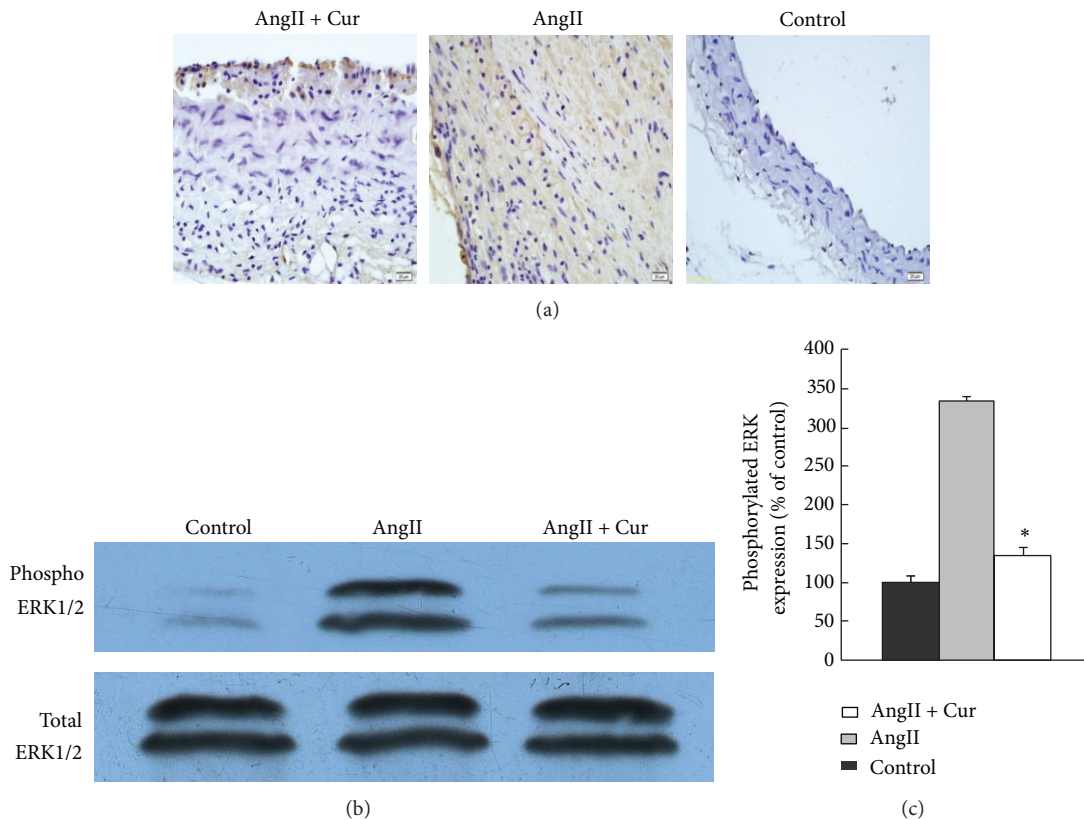 AngII + Cur
AngII
Control
(a)
Control
AngII
AngII + Cur
Phospho
ERK1/2
Total
ERK1/2
(b)
Phosphorylated ERK
expression (% of control)
400
350
300
250
200
150
100
50
0
*
AngII + Cur
AngII
Control
(c)